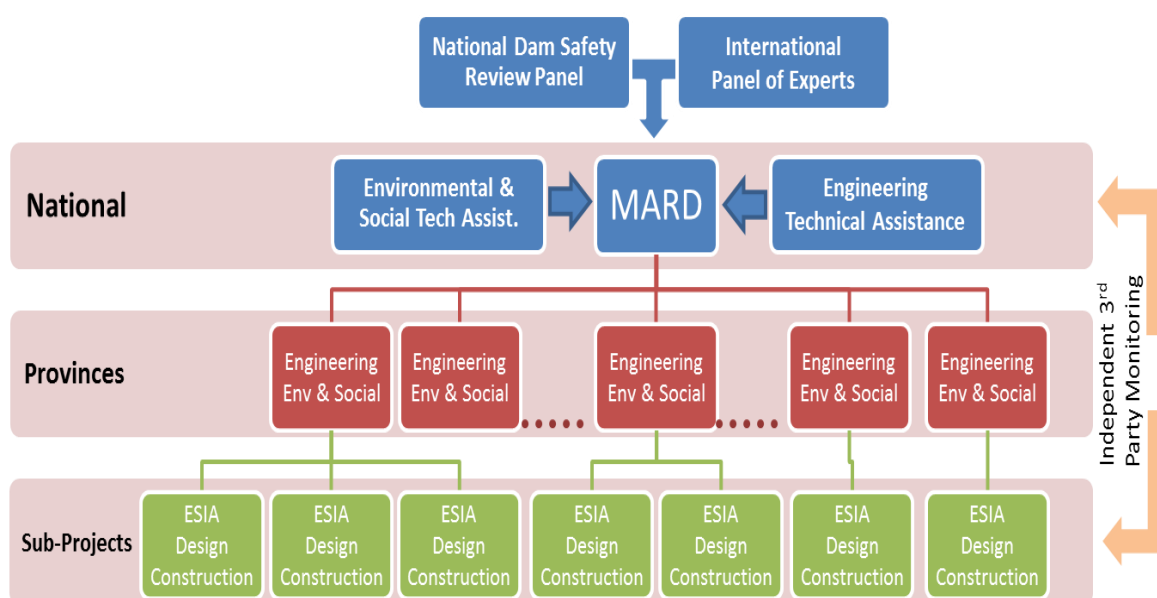 National Dam Safety
Review Panel
International
Panel of Experts
National
Environmental &
Social Tech Assist.
MARD
Engineering
Technical Assistance
Independent 3rd
Party Monitoring
Provinces
Engineering
Env & Social
Engineering
Env & Social
.....
Engineering
Env & Social
.....
Engineering
Env & Social
Engineering
Env & Social
Sub-Projects
ESIA
Design
Construction
ESIA
Design
Construction
ESIA
Design
Construction
ESIA
Design
Construction
ESIA
Design
Construction
ESIA
Design
Construction
ESIA
Design
Construction